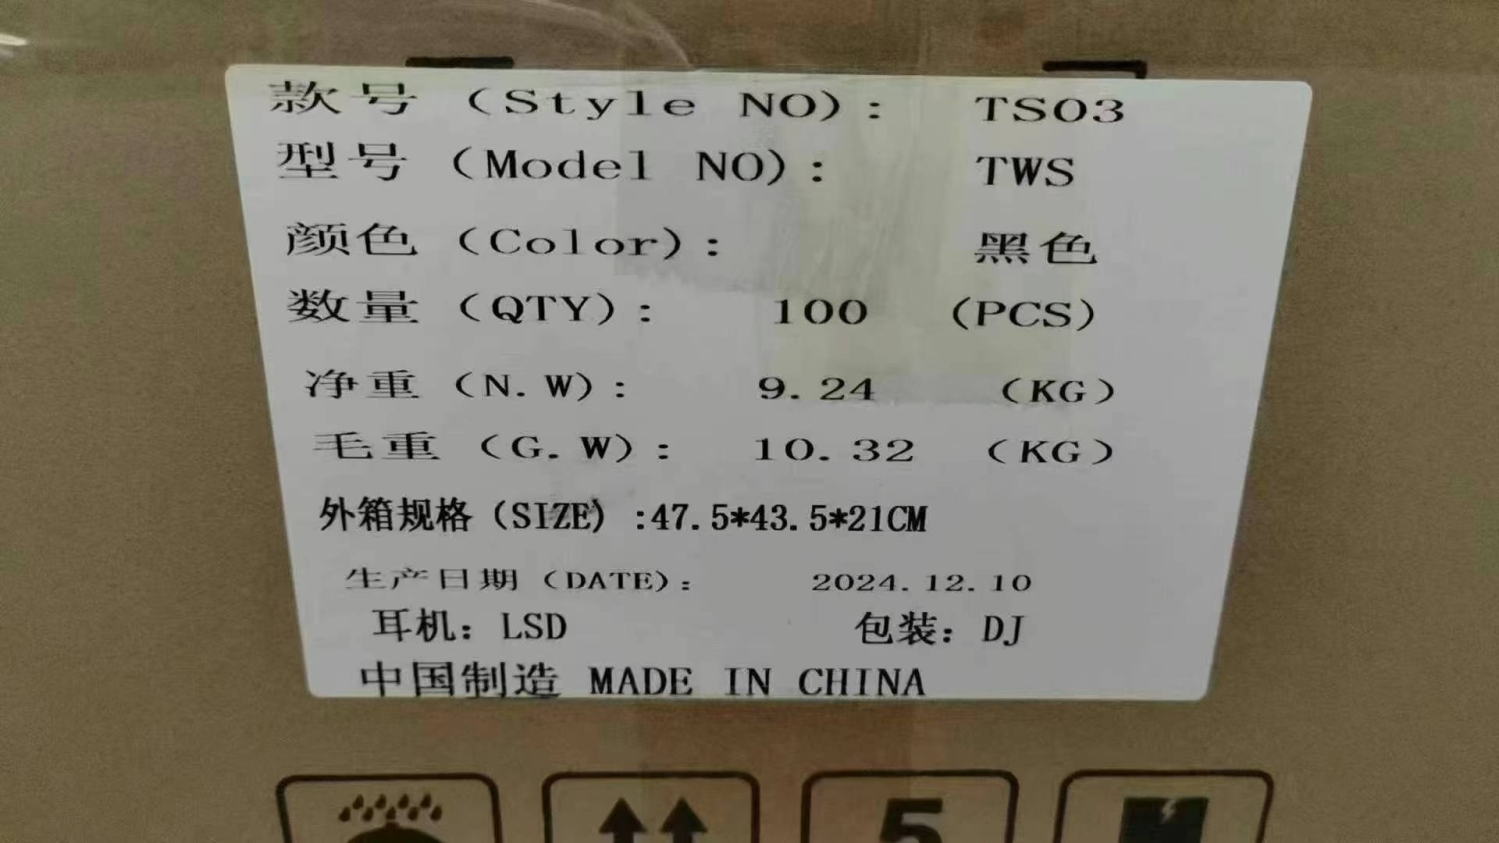 款号（Style NO）： TS03
型号（Model NO）： TWS
颜色（Color）： 黑色
数量（QTY）： 100 （PCS）
净重（N.W）： 9.24 （KG）
毛重（G.W）： 10.32 （KG）
外箱规格（SIZE）:47.5*43.5*21CM
生产日期（DATE）： 2024.12.10
耳机：LSD 包装：DJ
中国制造 MADE IN CHINA
5